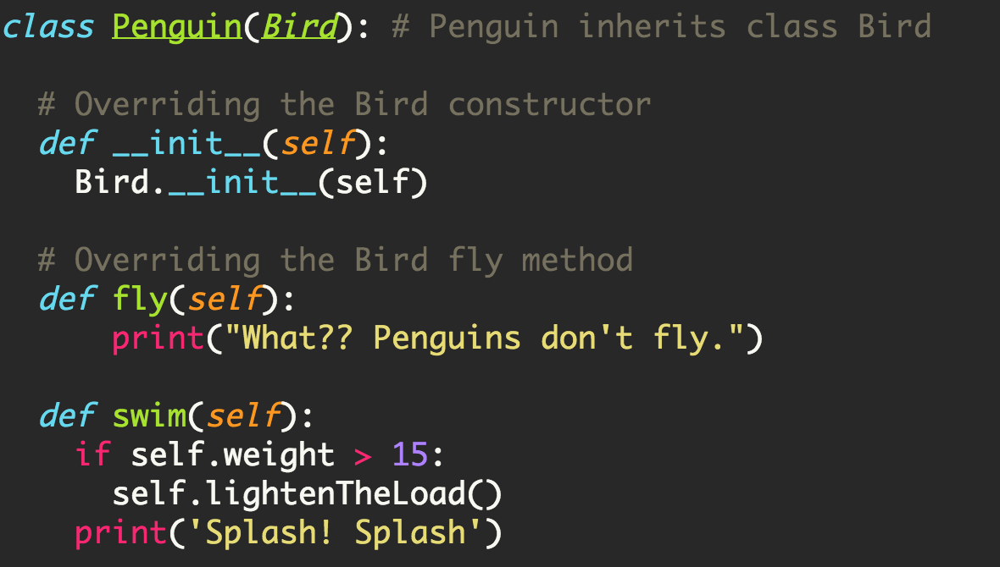 class Penguin(Bird): # Penguin inherits class Bird
# Overriding the Bird constructor
def __init__(self):
Bird.__init__(self)
# Overriding the Bird fly method
def fly(self):
print("What?? Penguins don't fly.")
def swim(self):
if self.weight > 15:
self.lightenTheLoad()
print('Splash! Splash')